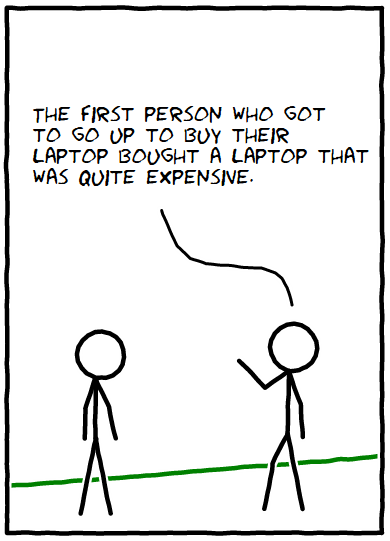 THE FIRST PERSON WHO GOT
TO GO UP TO BUY THEIR
LAPTOP BOUGHT A LAPTOP THAT
WAS QUITE EXPENSIVE.